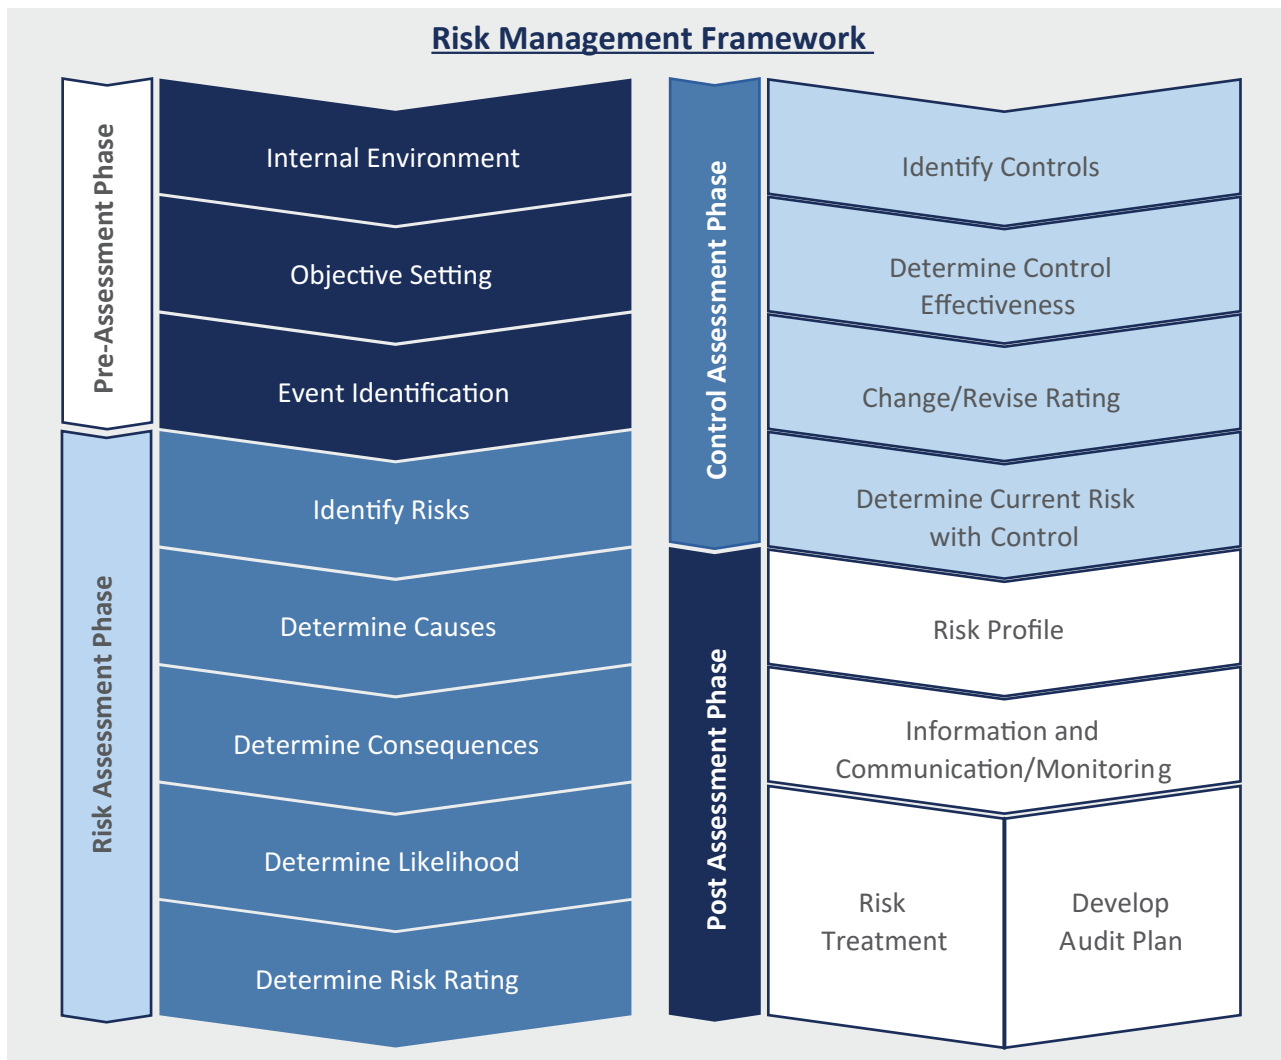 Risk Management Framework
Pre-Assessment Phase
Internal Environment
Objective Setting
Event Identification
Risk Assessment Phase
Identify Risks
Determine Causes
Determine Consequences
Determine Likelihood
Determine Risk Rating
Control Assessment Phase
Identify Controls
Determine Control
Effectiveness
Change/Revise Rating
Determine Current Risk
with Control
Post Assessment Phase
Risk Profile
Information and
Communication/Monitoring
Risk
Treatment
Develop
Audit Plan